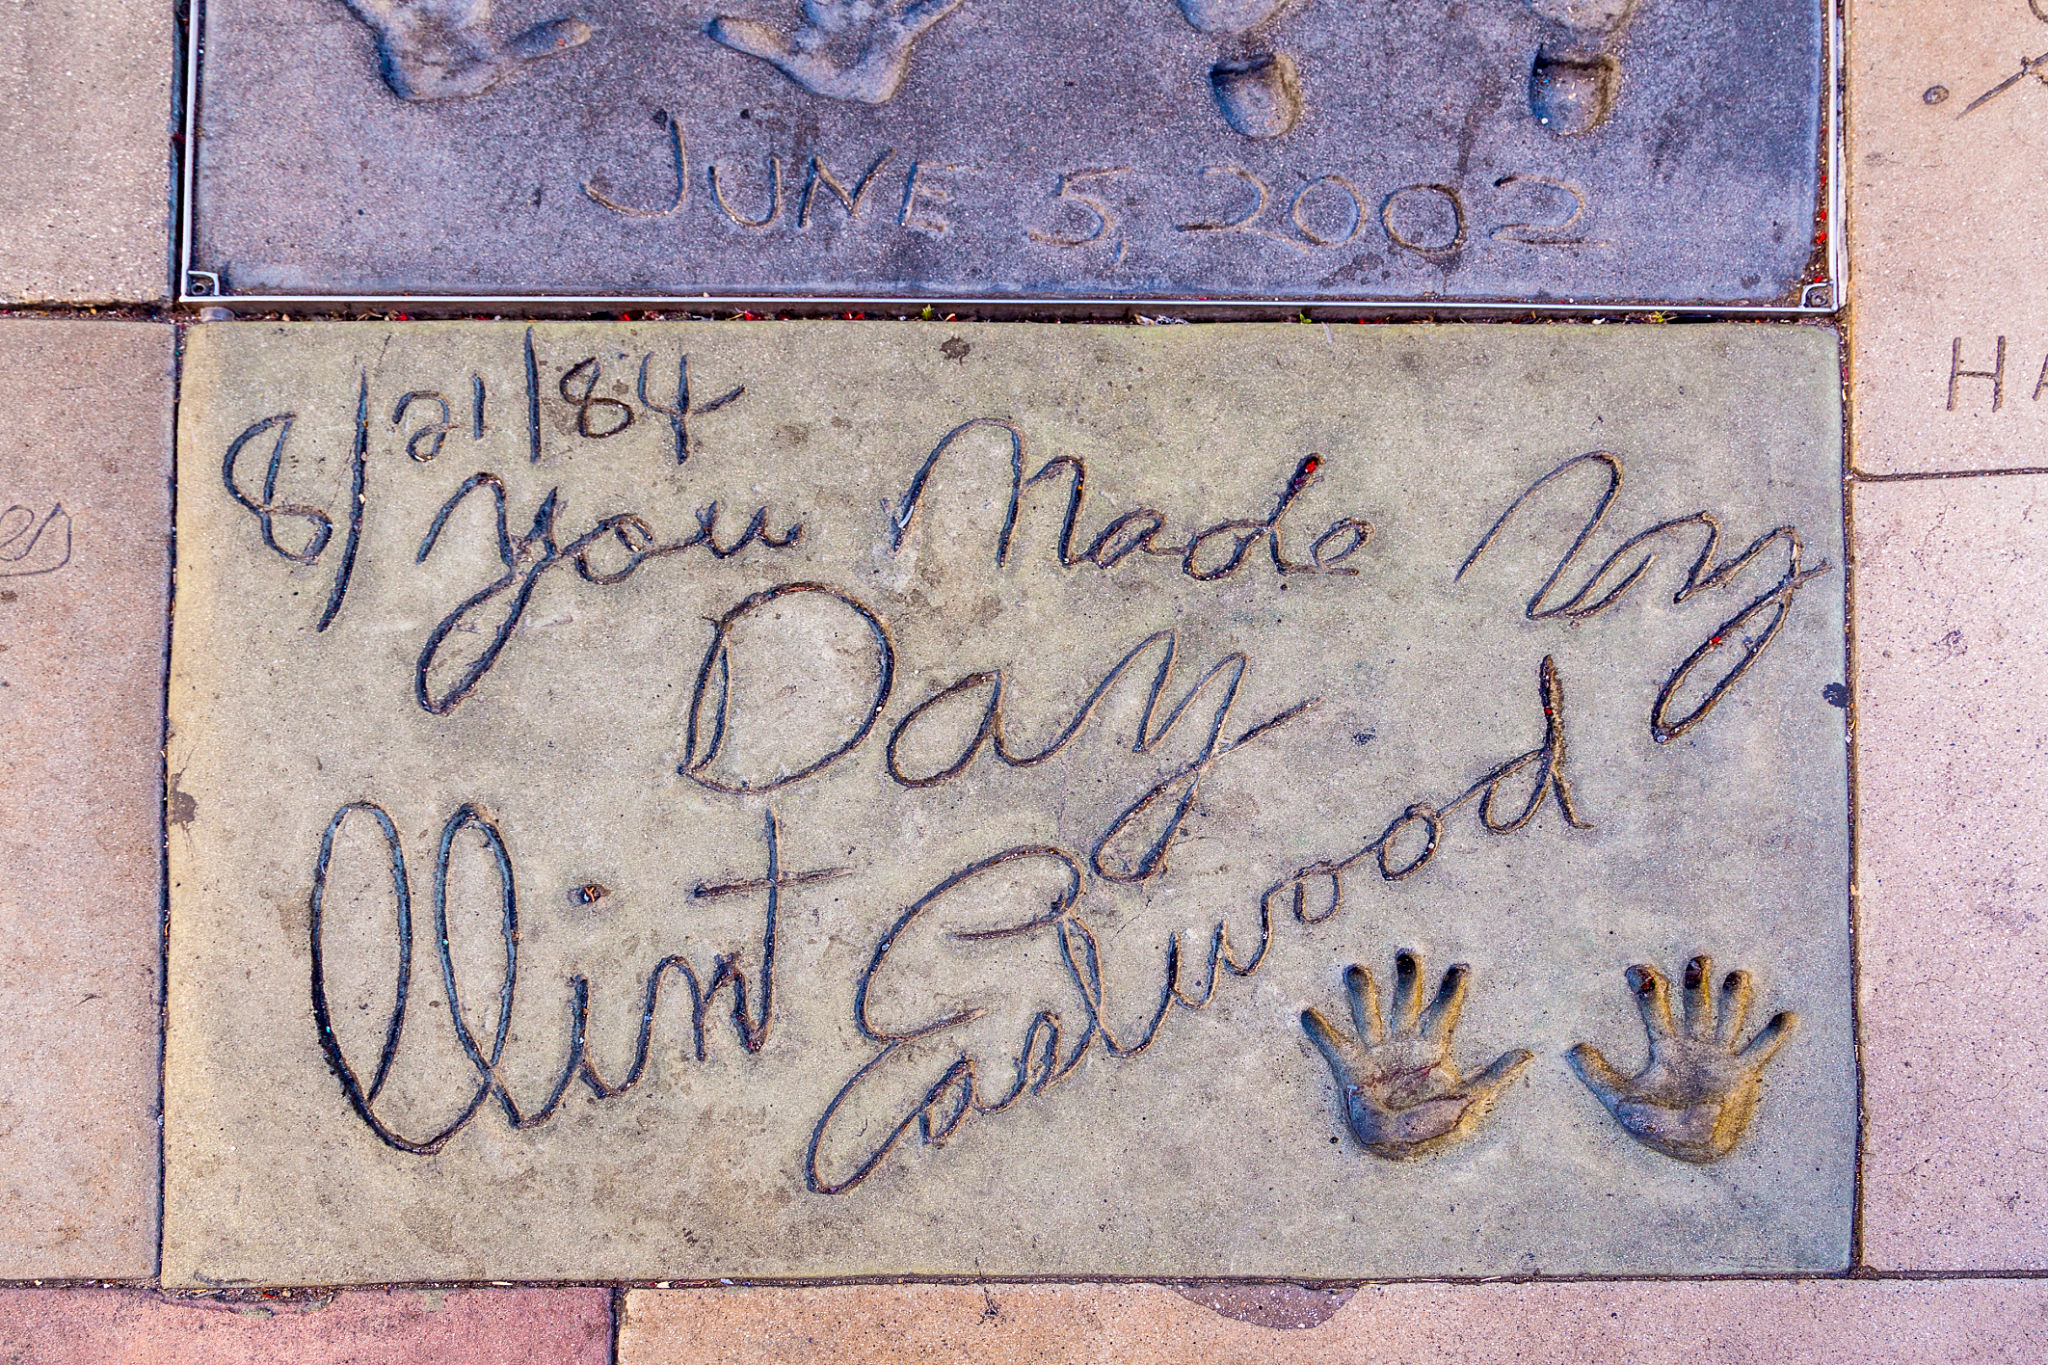 JUNE 5, 2002
8/21/84
You Made My
Day
Clint Eastwood